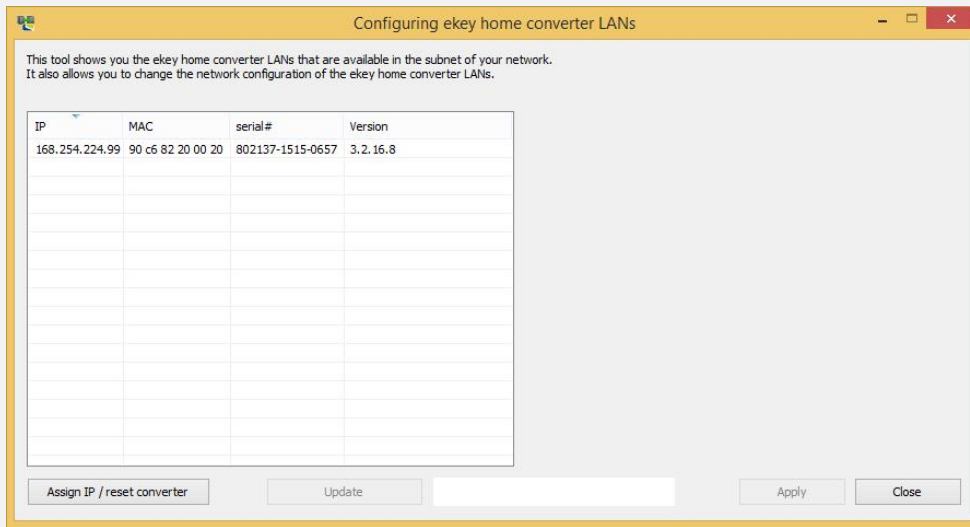 Configuring ekey home converter LANs
This tool shows you the ekey home converter LANs that are available in the subnet of your network.
It also allows you to change the network configuration of the ekey home converter LANs.
IP MAC serial# Version
168.254.224.99 90 c6 82 20 00 20 802137-1515-0657 3.2.16.8
Assign IP / reset converter Update Apply Close